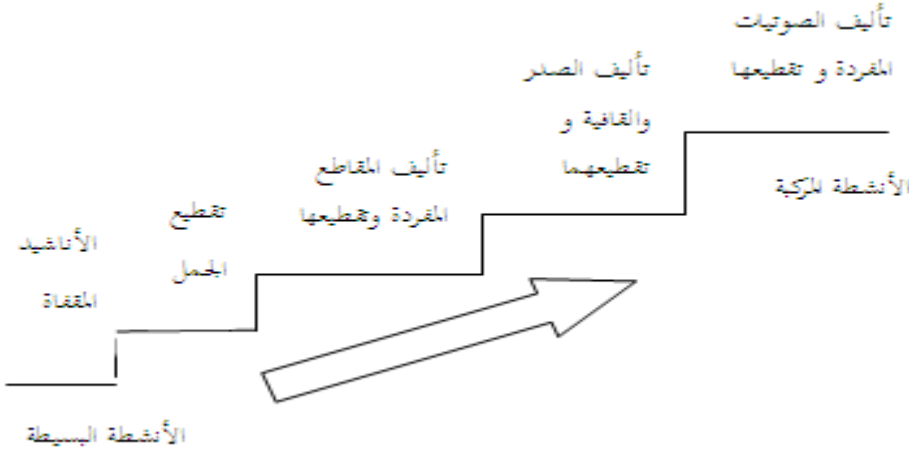 تأليف الصوتيات
المفردة و تقطيعها
تأليف الصدر
والقافية و
تقطيعهما
تأليف المقاطع
المفردة وتقطيعها
تقطيع
الجمل
الأناشيد
المقفاة
الأنشطة المركبة
الأنشطة البسيطة